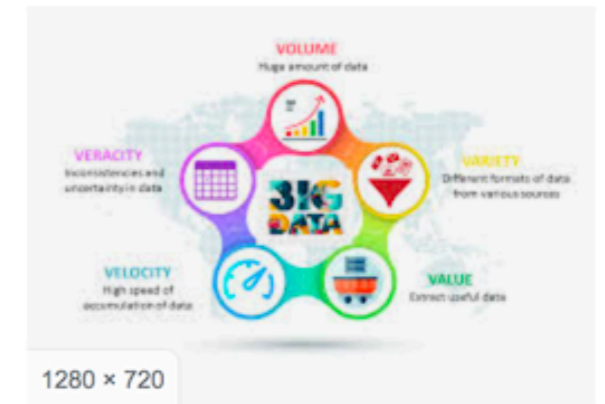 VOLUME
Huge amount of data
VERACITY
Inconsistencies and
uncertainty in data
VARIETY
Different formats of data
from various sources
BIG
DATA
VELOCITY
High speed of
accumulation of data
VALUE
Extract useful data
1280 × 720